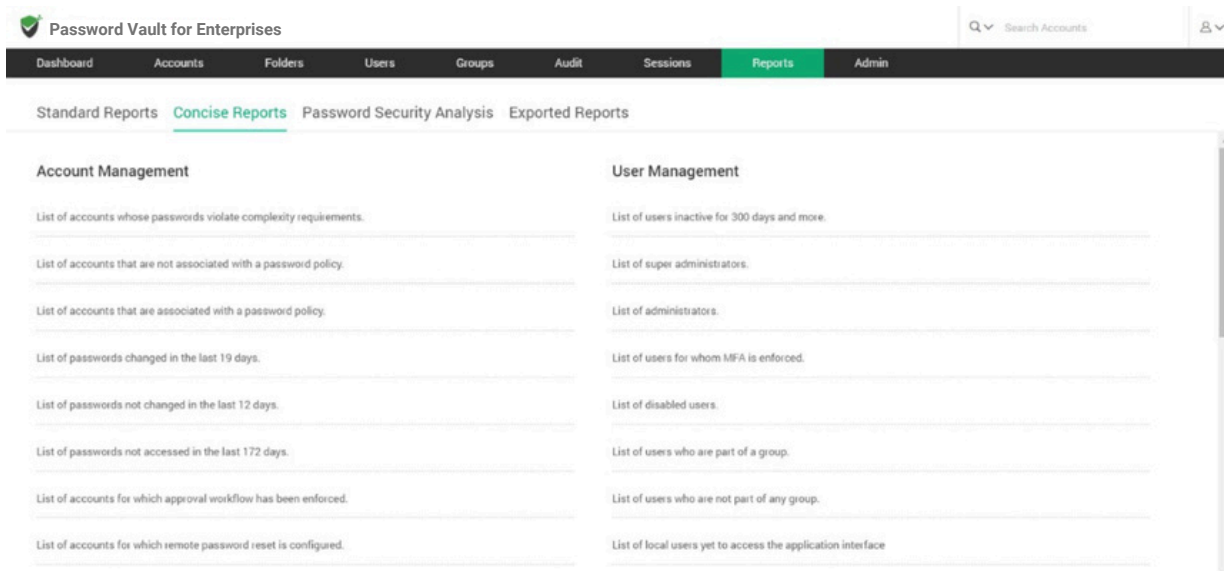 Password Vault for Enterprises
Search Accounts
Dashboard Accounts Folders Users Groups Audit Sessions Reports Admin
Standard Reports Concise Reports Password Security Analysis Exported Reports
Account Management
List of accounts whose passwords violate complexity requirements.
List of accounts that are not associated with a password policy.
List of accounts that are associated with a password policy.
List of passwords changed in the last 19 days.
List of passwords not changed in the last 12 days.
List of passwords not accessed in the last 172 days.
List of accounts for which approval workflow has been enforced.
List of accounts for which remote password reset is configured.
User Management
List of users inactive for 300 days and more.
List of super administrators.
List of administrators.
List of users for whom MFA is enforced.
List of disabled users.
List of users who are part of a group.
List of users who are not part of any group.
List of local users yet to access the application interface